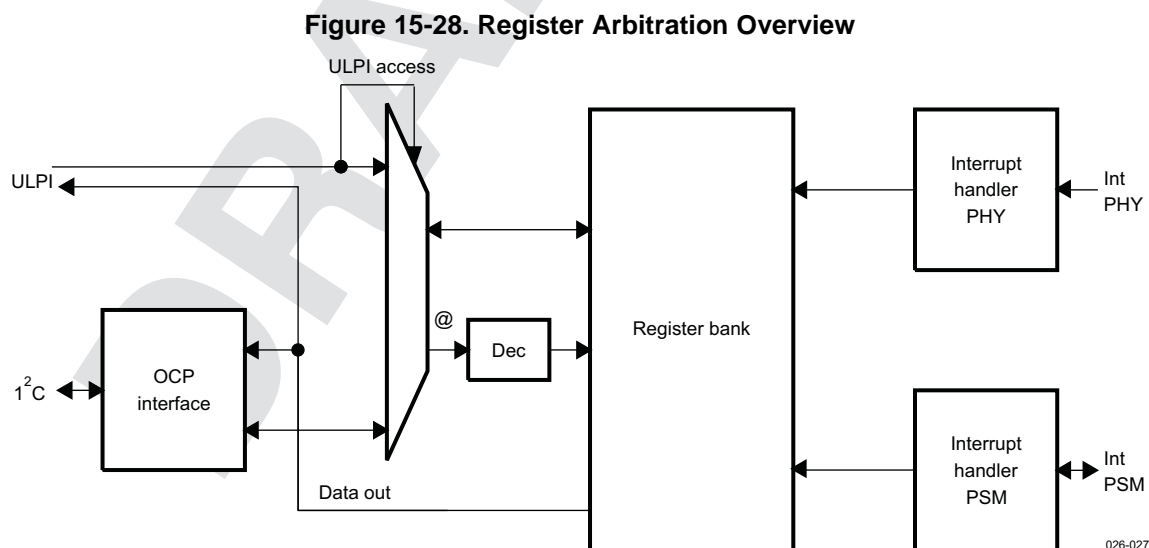 Figure 15-28. Register Arbitration Overview
ULPI access
ULPI
Interrupt
handler
PHY
Int
PHY
@
Dec
Register bank
1²C
OCP
interface
Interrupt
handler
PSM
Int
PSM
Data out
026-027
DRA